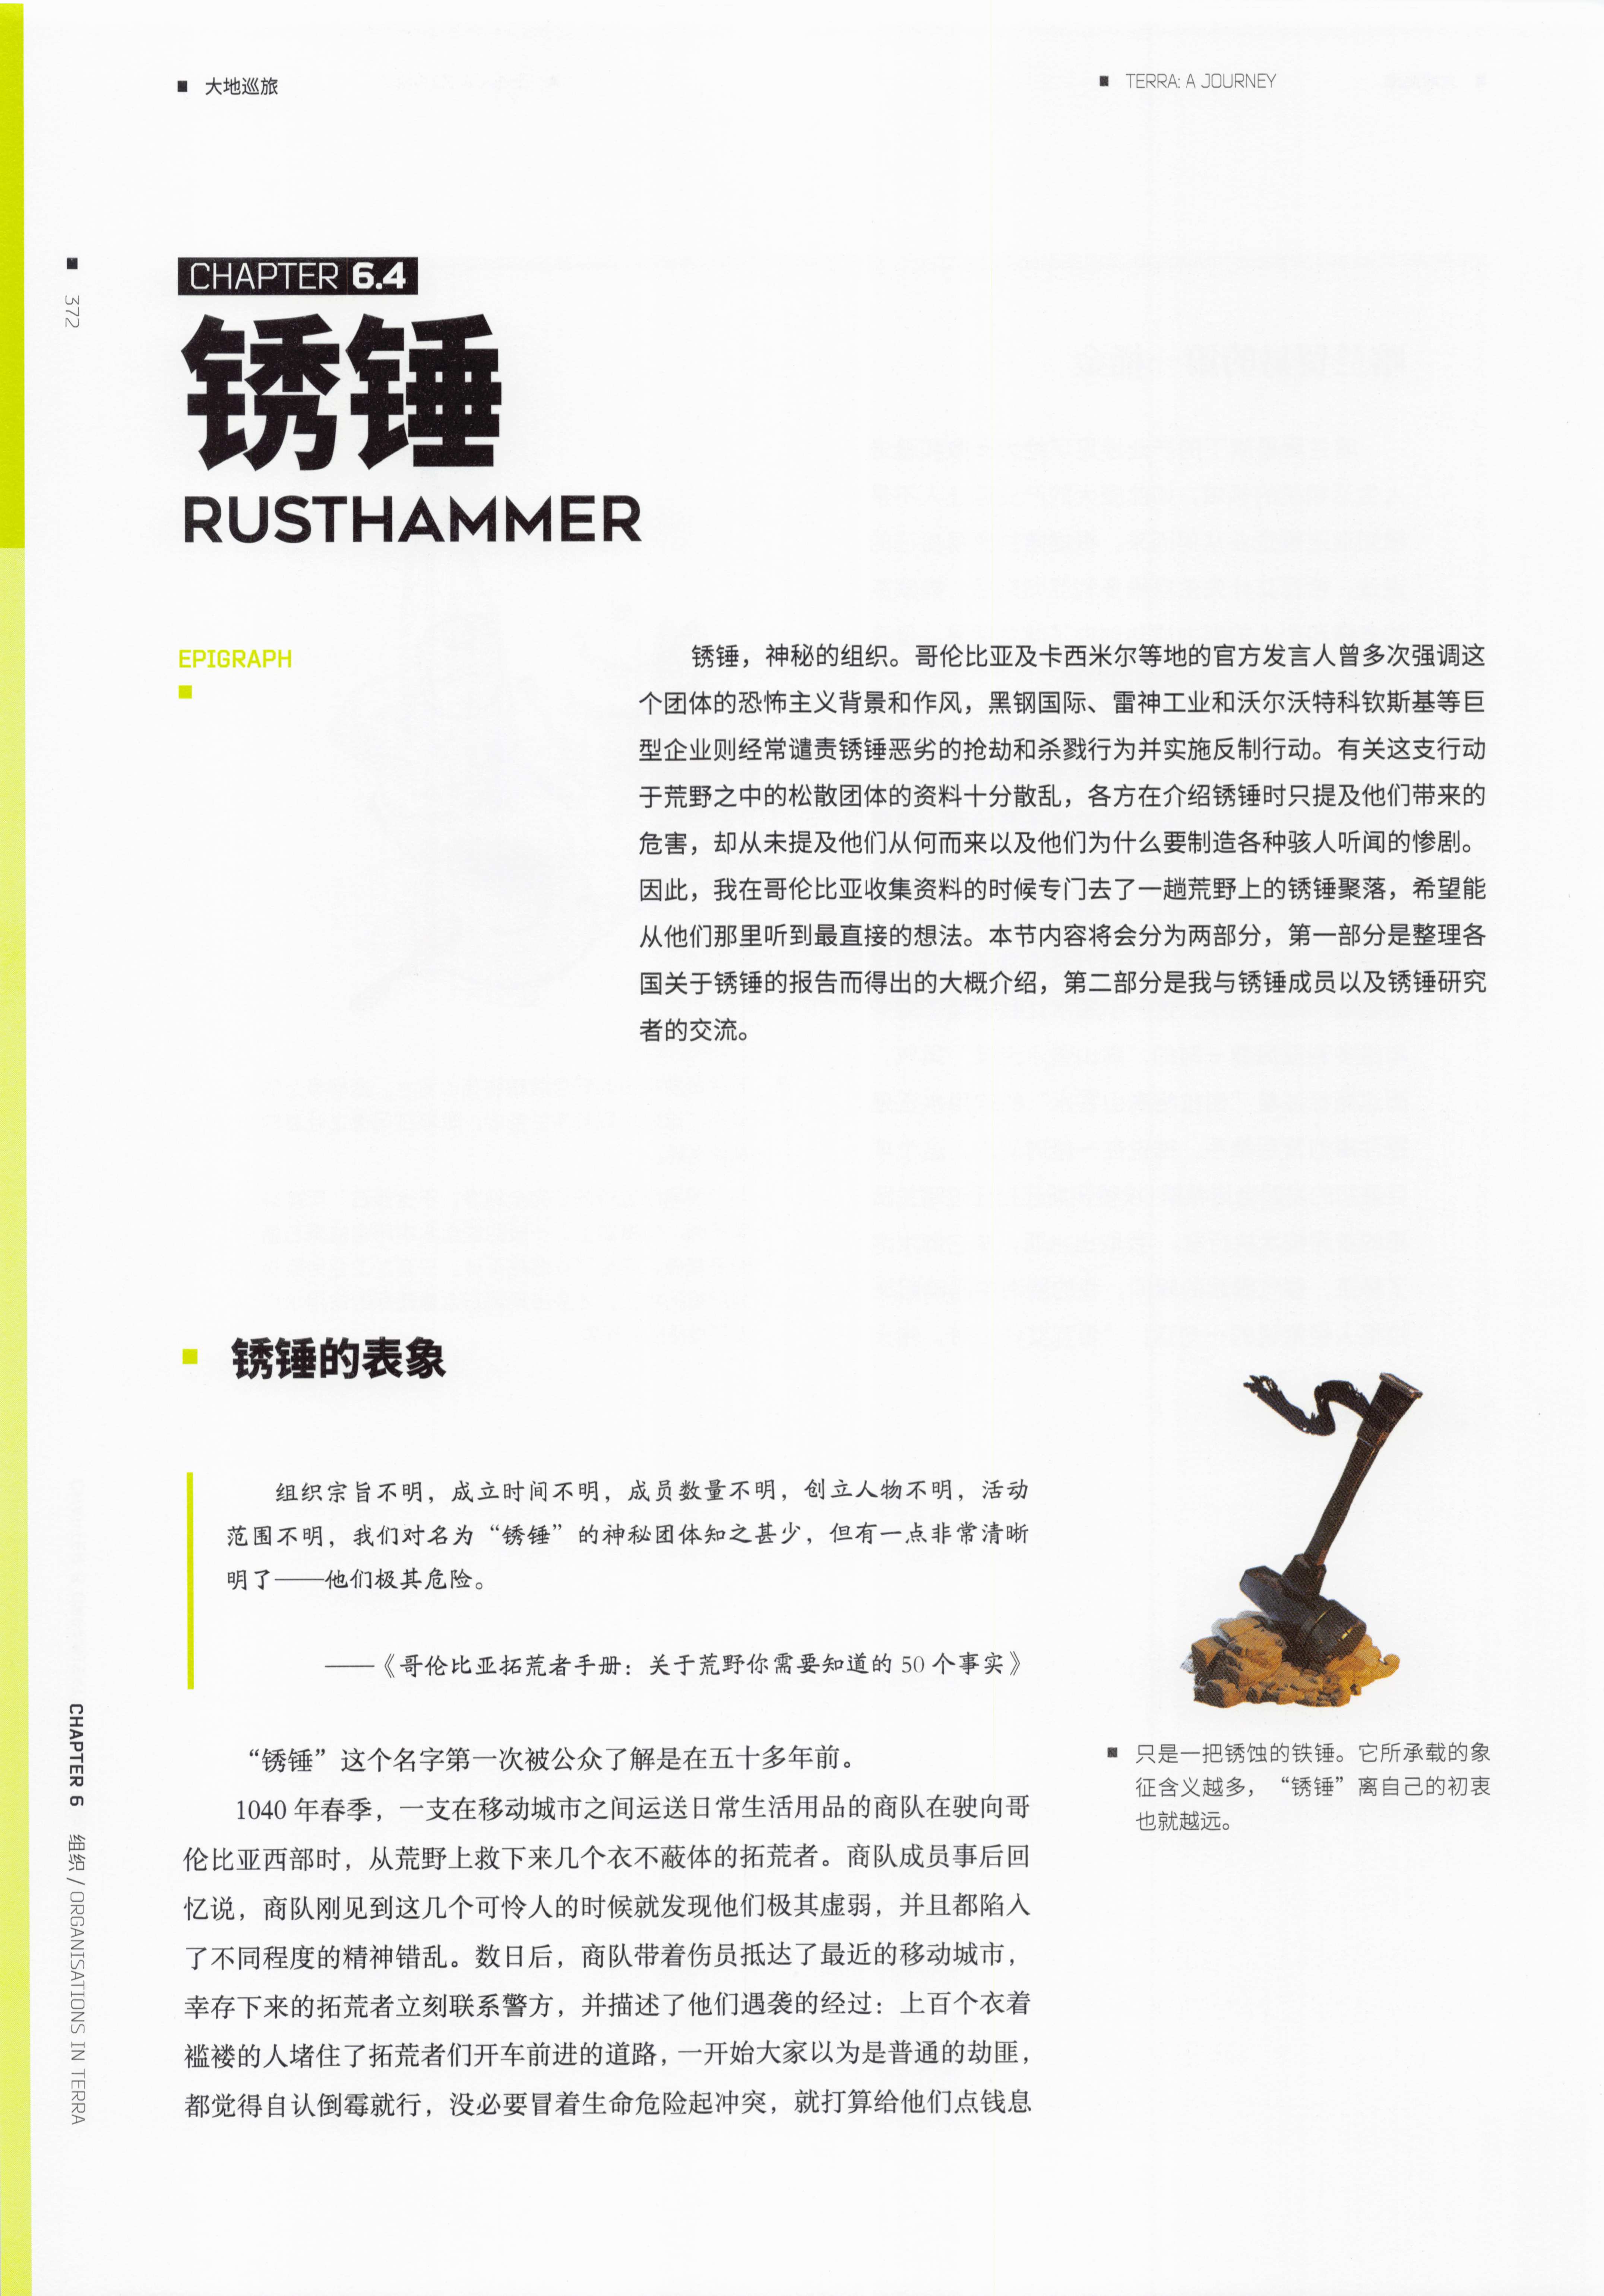 大地巡旅
TERRA: A JOURNEY
372
CHAPTER 6.4
锈锤
RUSTHAMMER
EPIGRAPH
锈锤，神秘的组织。哥伦比亚及卡西米尔等地的官方发言人曾多次强调这
个团体的恐怖主义背景和作风，黑钢国际、雷神工业和沃尔沃特科钦斯基等巨
型企业则经常谴责锈锤恶劣的抢劫和杀戮行为并实施反制行动。有关这支行动
于荒野之中的松散团体的资料十分散乱，各方在介绍锈锤时只提及他们带来的
危害，却从未提及他们从何而来以及他们为什么要制造各种骇人听闻的惨剧。
因此，我在哥伦比亚收集资料的时候专门去了一趟荒野上的锈锤聚落，希望能
从他们那里听到最直接的想法。本节内容将会分为两部分，第一部分是整理各
国关于锈锤的报告而得出的大概介绍，第二部分是我与锈锤成员以及锈锤研究
者的交流。
锈锤的表象
组织宗旨不明，成立时间不明，成员数量不明，创立人物不明，活动
范围不明，我们对名为“锈锤”的神秘团体知之甚少，但有一点非常清晰
明了——他们极其危险。
——《哥伦比亚拓荒者手册：关于荒野你需要知道的 50 个事实》
“锈锤”这个名字第一次被公众了解是在五十多年前。
1040 年春季，一支在移动城市之间运送日常生活用品的商队在驶向哥
伦比亚西部时，从荒野上救下来几个衣不蔽体的拓荒者。商队成员事后回
忆说，商队刚见到这几个可怜人的时候就发现他们极其虚弱，并且都陷入
了不同程度的精神错乱。数日后，商队带着伤员抵达了最近的移动城市，
幸存下来的拓荒者立刻联系警方，并描述了他们遇袭的经过：上百个衣着
褴褛的人堵住了拓荒者们开车前进的道路，一开始大家以为是普通的劫匪，
都觉得自认倒霉就行，没必要冒着生命危险起冲突，就打算给他们点钱息
只是一把锈蚀的铁锤。它所承载的象
征含义越多，“锈锤”离自己的初衷
也就越远。
CHAPTER 6 组织 / ORGANISATIONS IN TERRA